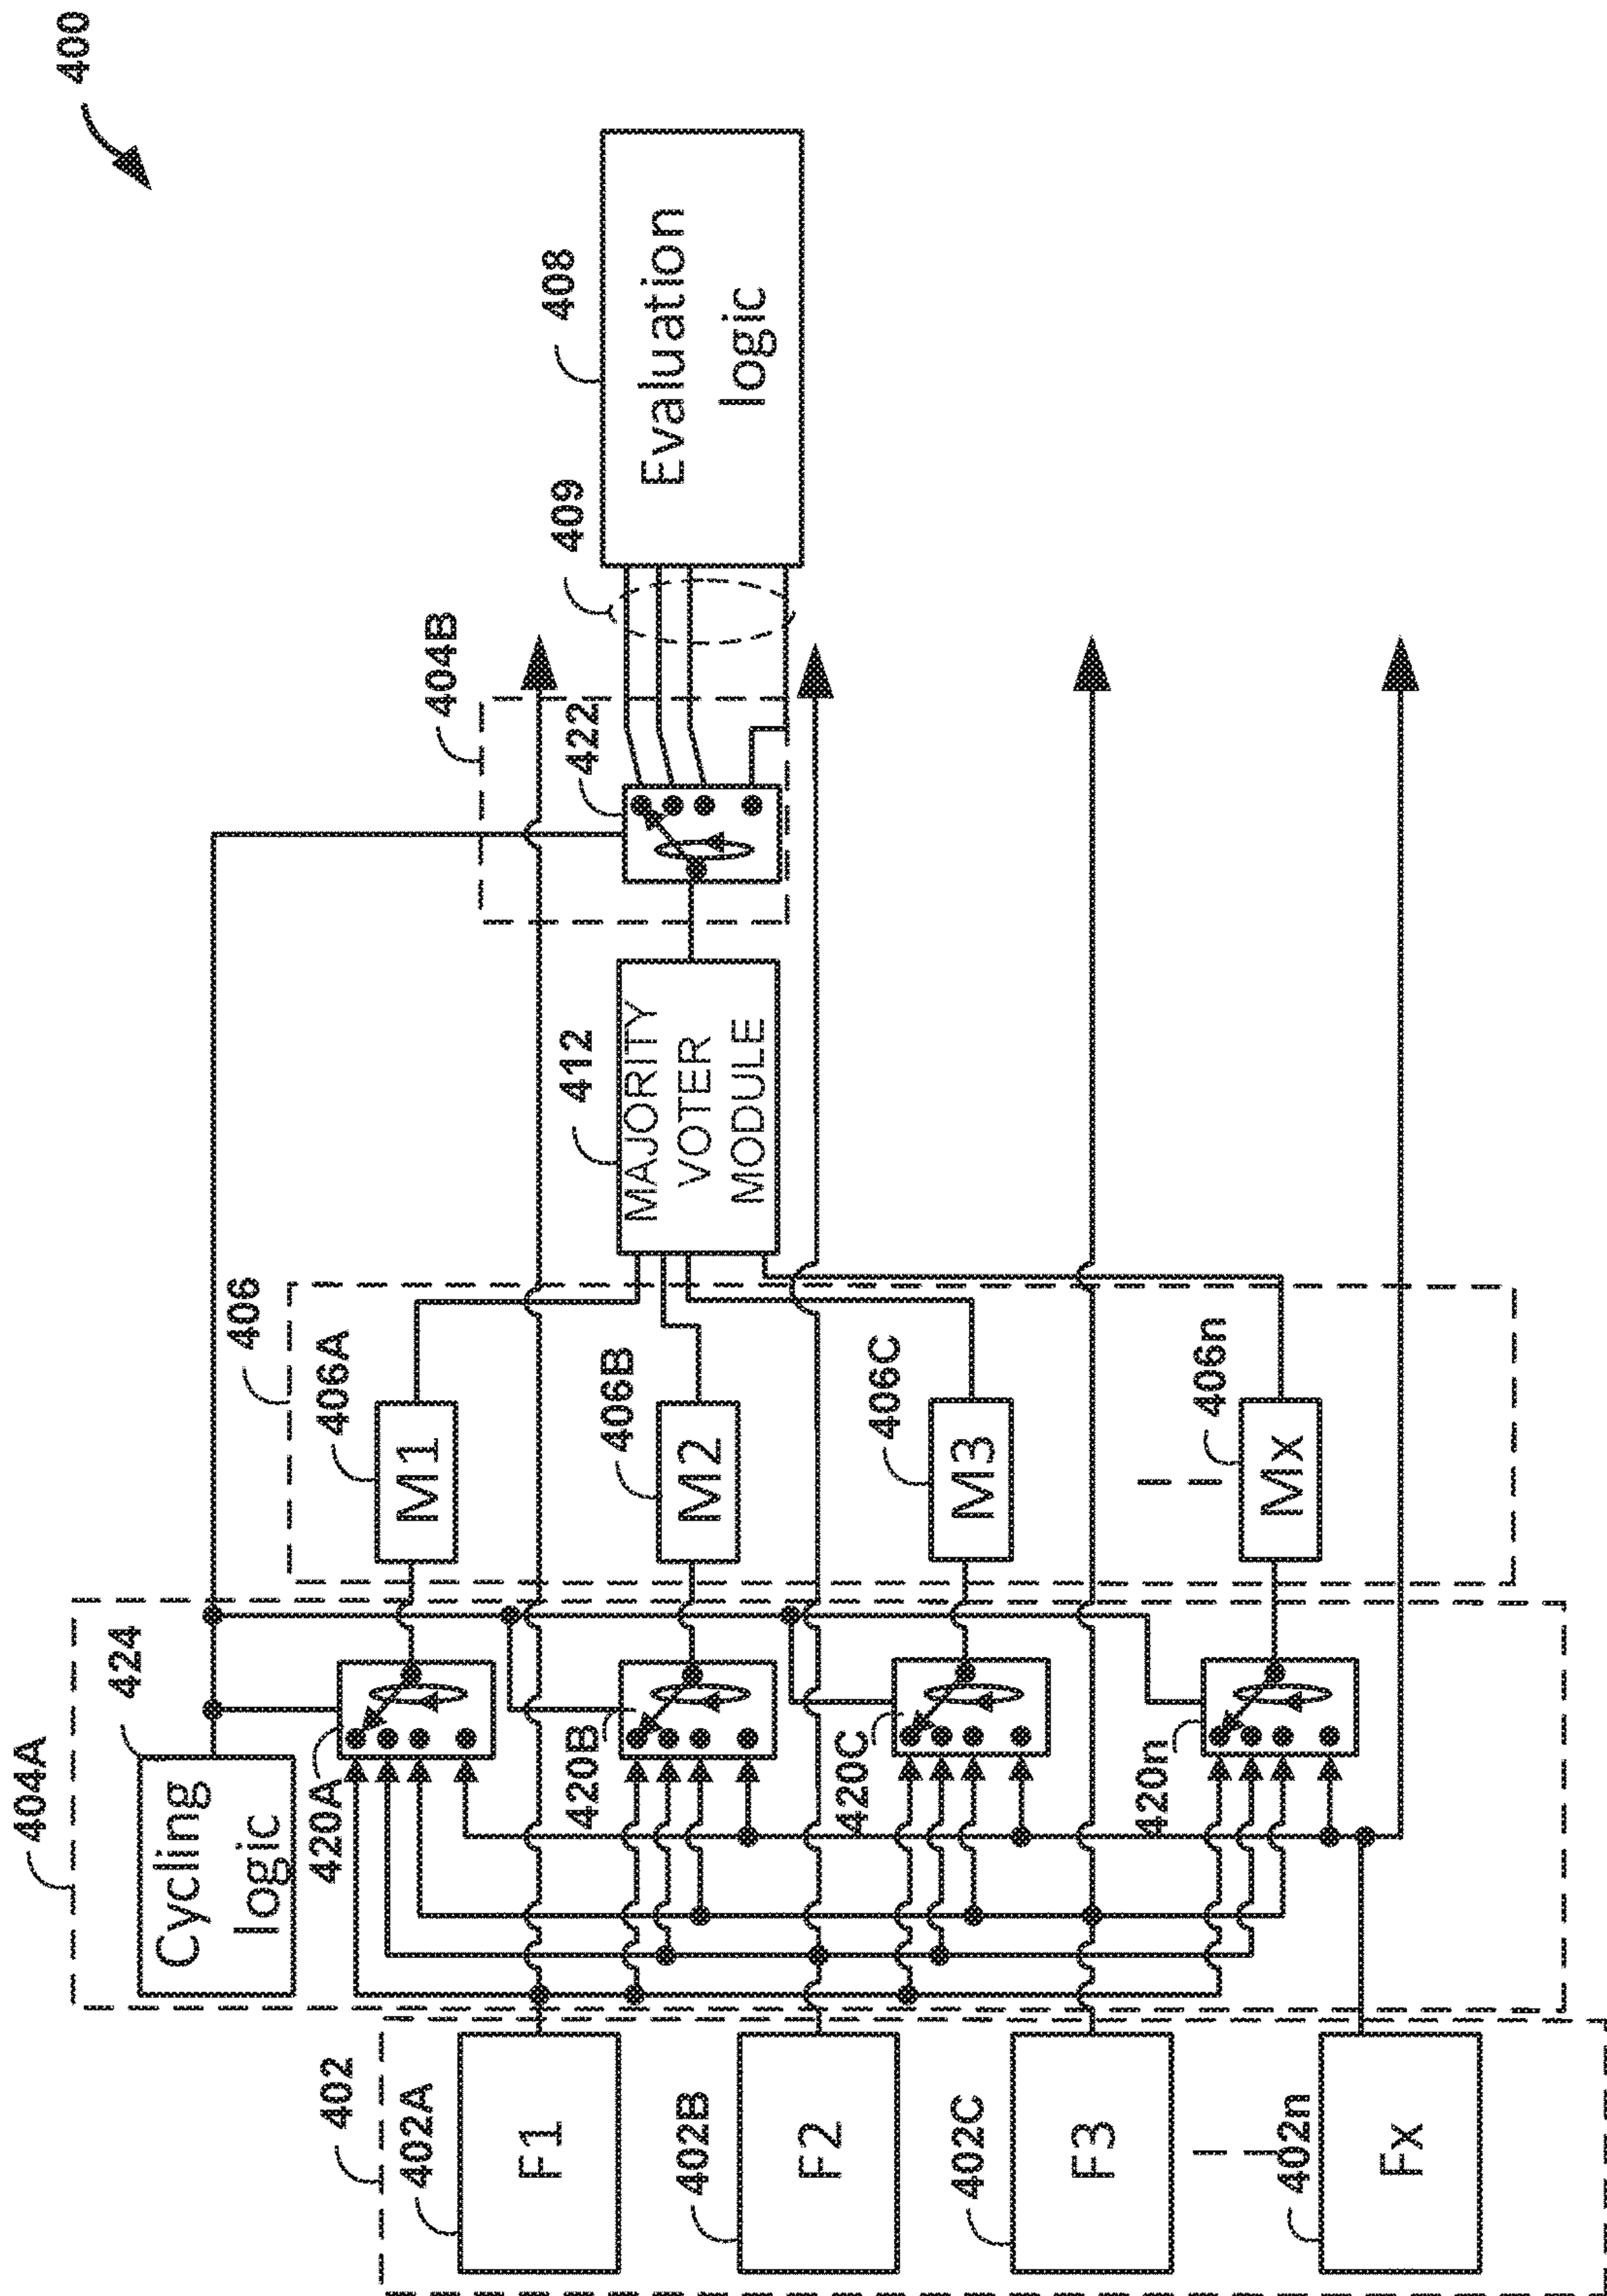 400
404A
424
Cycling
logic
402
402A
F1
402B
F2
402C
F3
402n
Fx
420A
420B
420C
420n
406
406A
M1
406B
M2
406C
M3
406n
Mx
412
MAJORITY
VOTER
MODULE
404B
422
409
408
Evaluation
logic